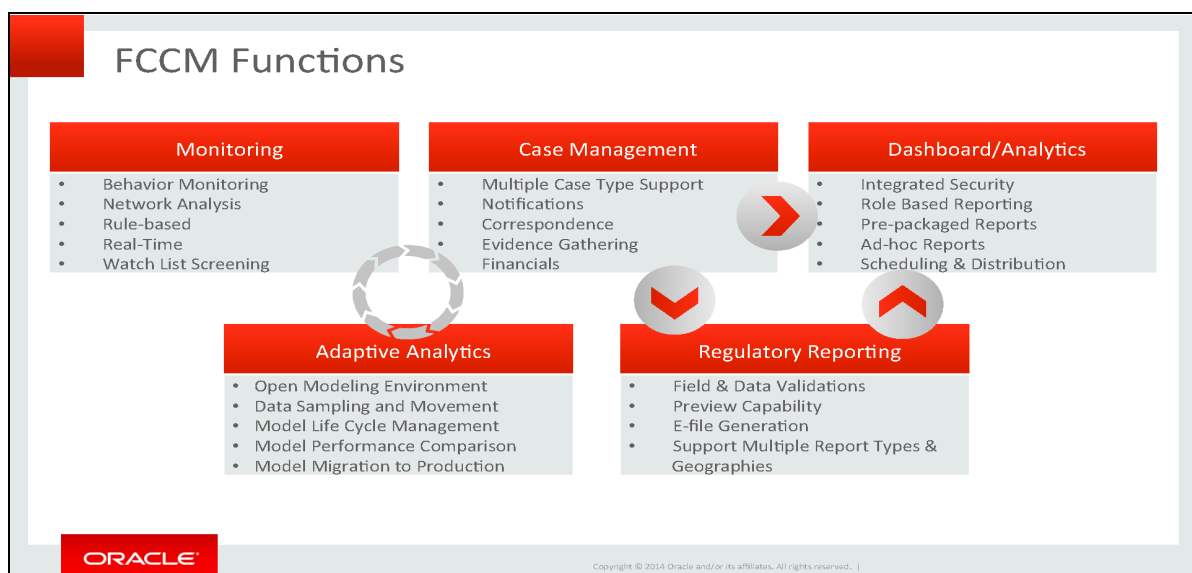 FCCM Functions
Monitoring
• Behavior Monitoring
• Network Analysis
• Rule-based
• Real-Time
• Watch List Screening
Case Management
• Multiple Case Type Support
• Notifications
• Correspondence
• Evidence Gathering
Financials
Dashboard/Analytics
• Integrated Security
• Role Based Reporting
• Pre-packaged Reports
• Ad-hoc Reports
• Scheduling & Distribution
Adaptive Analytics
• Open Modeling Environment
• Data Sampling and Movement
• Model Life Cycle Management
• Model Performance Comparison
• Model Migration to Production
Regulatory Reporting
• Field & Data Validations
• Preview Capability
• E-file Generation
• Support Multiple Report Types &
Geographies
ORACLE®
Copyright © 2014 Oracle and/or its affiliates. All rights reserved. |